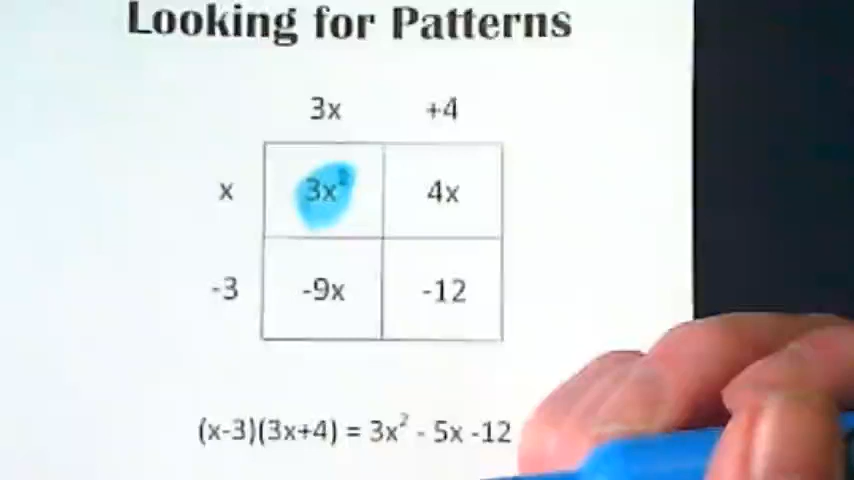 Looking for Patterns
3x +4
x 3x² 4x
-3 -9x -12
(x-3)(3x+4) = 3x² - 5x -12